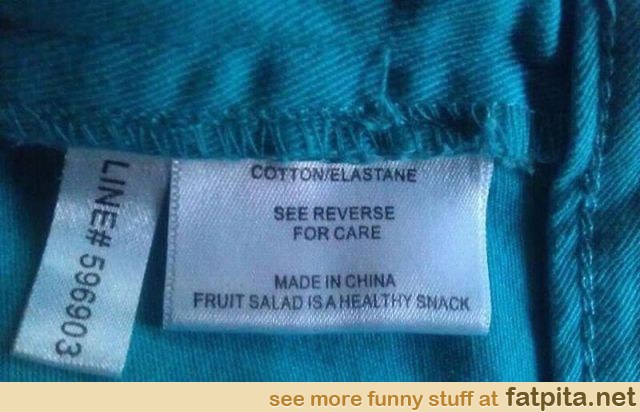 COTTON/ELASTANE
SEE REVERSE
FOR CARE
MADE IN CHINA
FRUIT SALAD IS A HEALTHY SNACK
LINE# 596903
see more funny stuff at fatpita.net